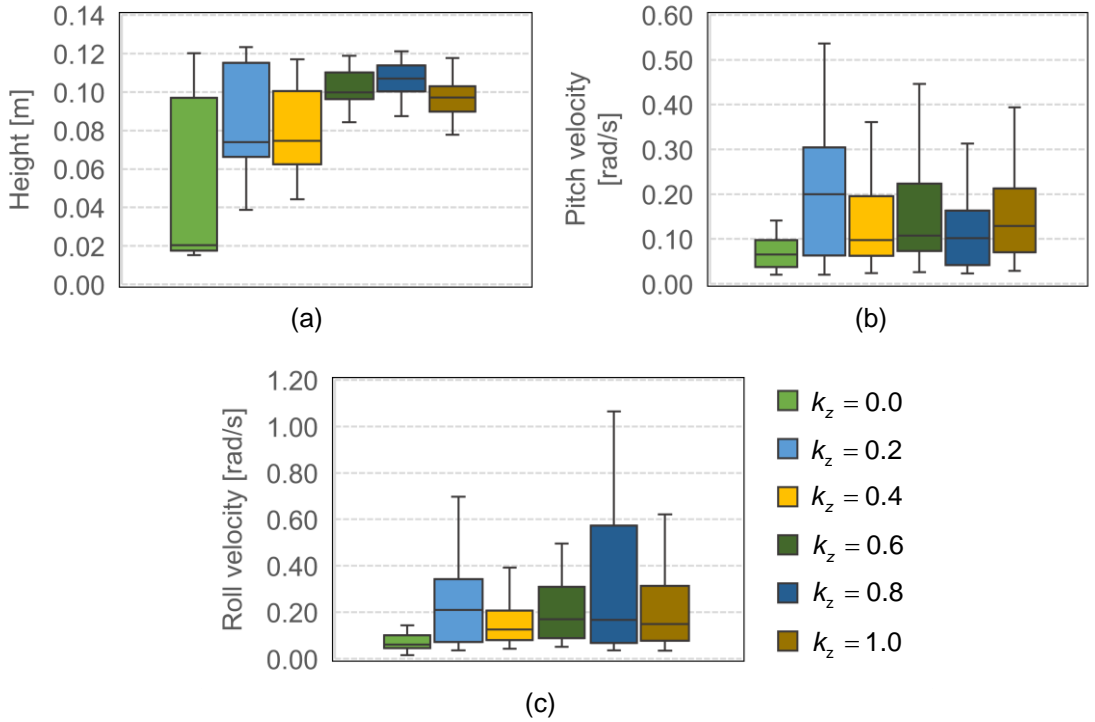 0.14
0.12
0.10
0.08
0.06
0.04
0.02
0.00
Height [m]
(a)
0.60
0.50
0.40
0.30
0.20
0.10
0.00
Pitch velocity
[rad/s]
(b)
1.20
1.00
0.80
0.60
0.40
0.20
0.00
Roll velocity [rad/s]
(c)
k_z = 0.0
k_z = 0.2
k_z = 0.4
k_z = 0.6
k_z = 0.8
k_z = 1.0